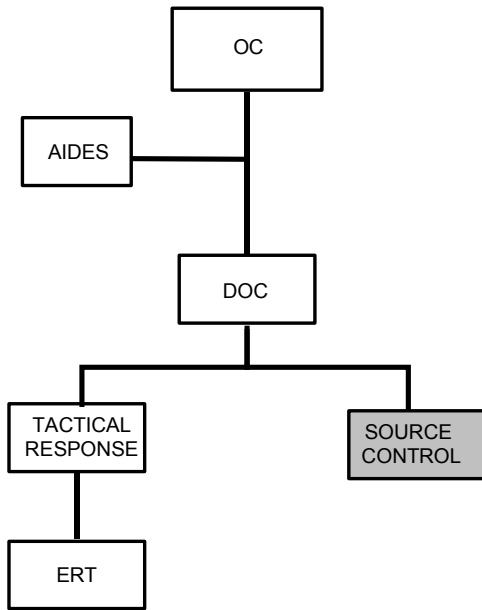 OC
AIDES
DOC
TACTICAL
RESPONSE
SOURCE
CONTROL
ERT